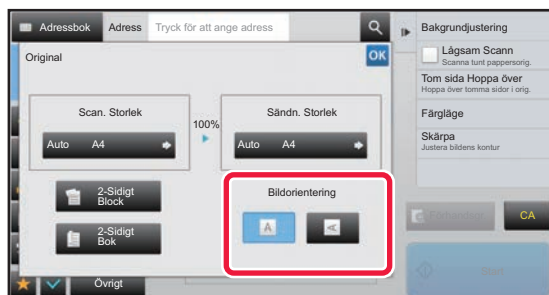 Adressbok
Adress
Tryck för att ange adress
Original
OK
Scan. Storlek
Auto A4
100%
Sändn. Storlek
Auto A4
2-Sidigt
Block
2-Sidigt
Bok
Bildorientering
A
A
Övrigt
Bakgrundjustering
Lågsam Scann
Scanna tunt pappersorig.
Tom sida Hoppa över
Hoppa över tomma sidor i orig.
Färgläge
Skärpa
Justera bildens kontur
CA